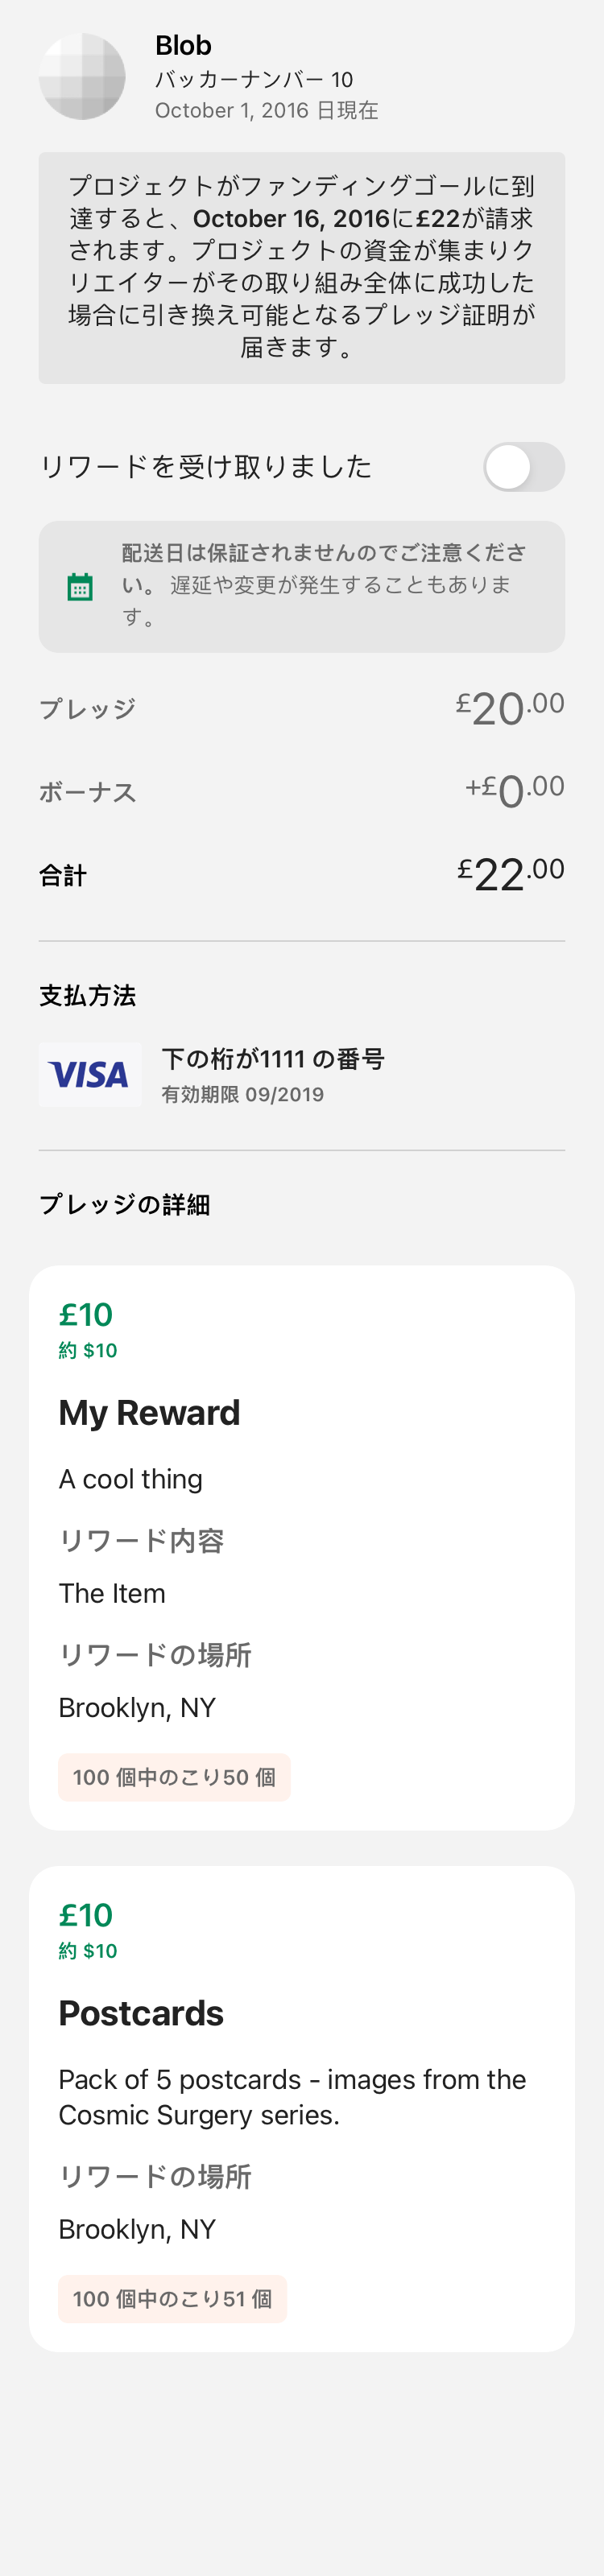 Blob
バッカーナンバー 10
October 1, 2016 日現在
プロジェクトがファンディングゴールに到
達すると、October 16, 2016に£22が請求
されます。プロジェクトの資金が集まりク
リエイターがその取り組み全体に成功した
場合に引き換え可能となるプレッジ証明が
届きます。
リワードを受け取りました
配送日は保証されませんのでご注意くださ
い。 遅延や変更が発生することもありま
す。
プレッジ £20.00
ボーナス +£0.00
合計 £22.00
支払方法
VISA
下の桁が1111 の番号
有効期限 09/2019
プレッジの詳細
£10
約 $10
My Reward
A cool thing
リワード内容
The Item
リワードの場所
Brooklyn, NY
100 個中のこり50 個
£10
約 $10
Postcards
Pack of 5 postcards - images from the
Cosmic Surgery series.
リワードの場所
Brooklyn, NY
100 個中のこり51 個